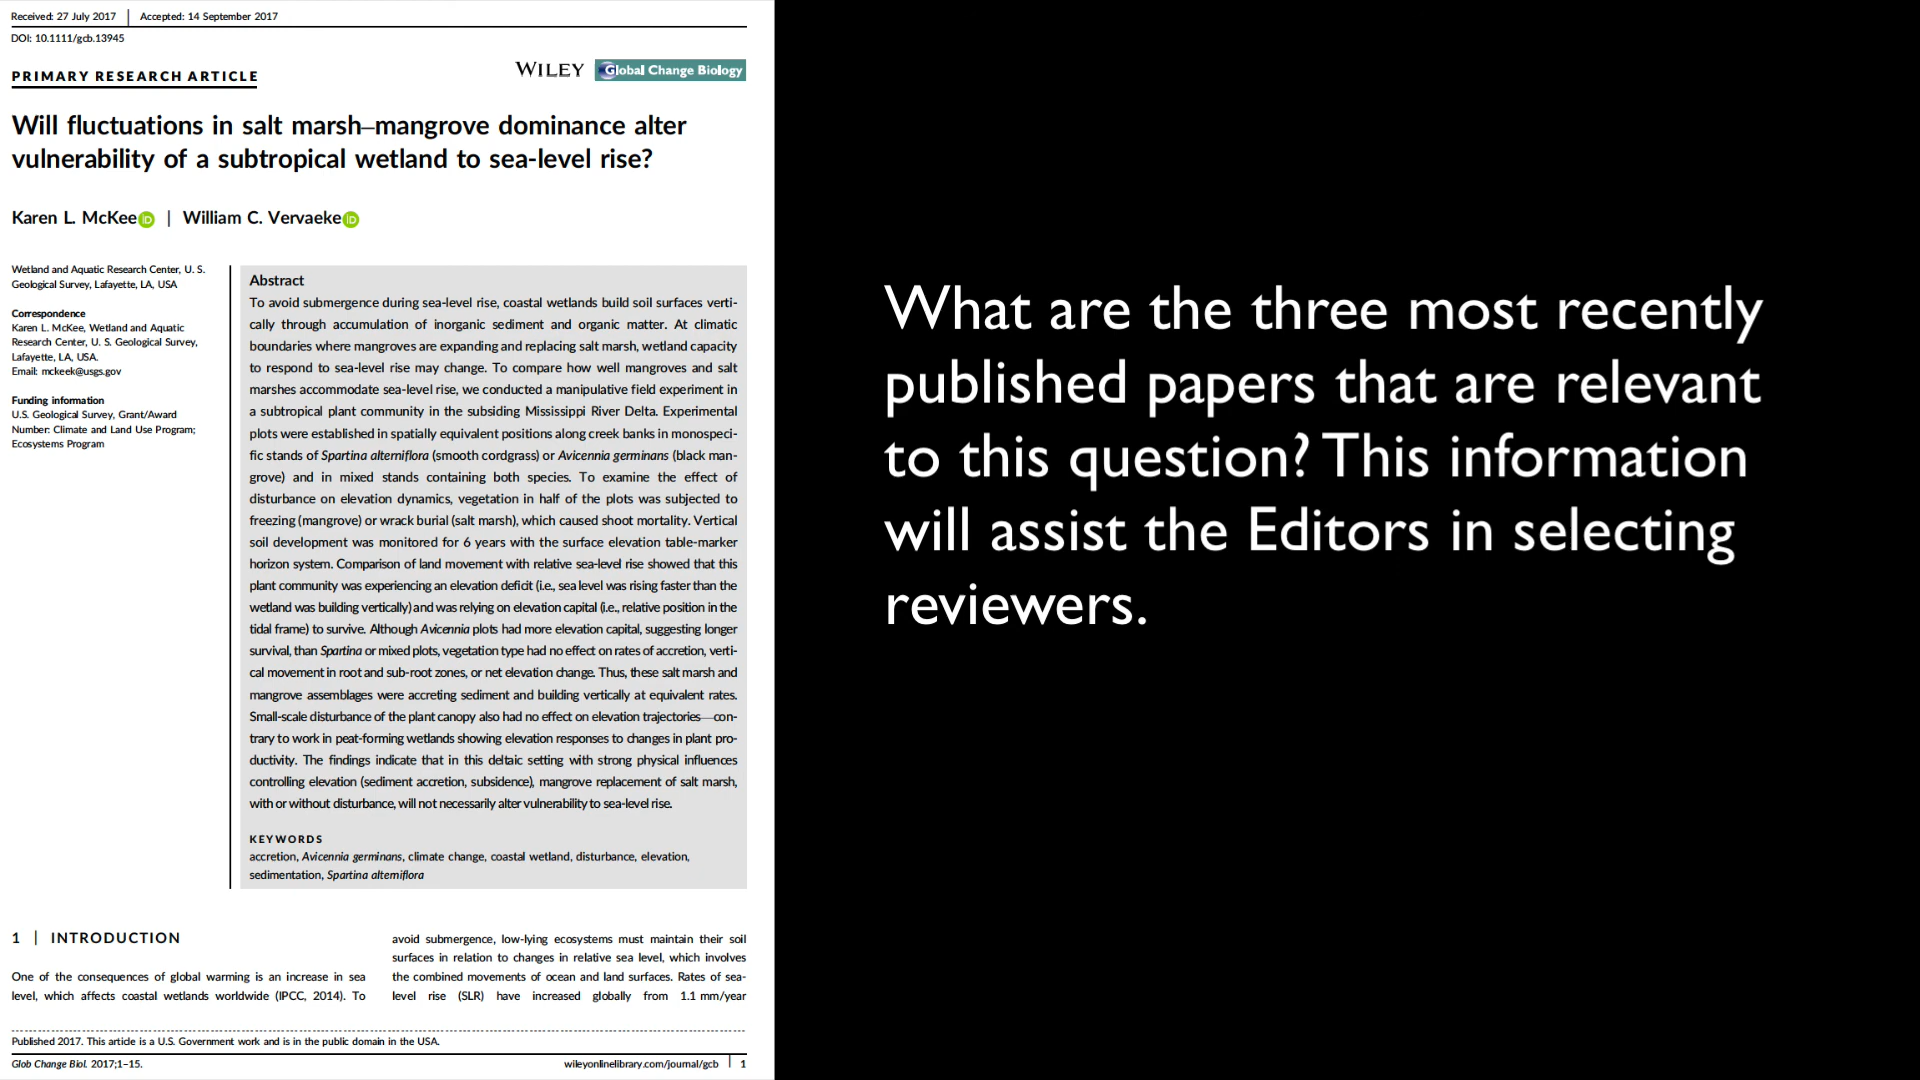 Received: 27 July 2017 | Accepted: 14 September 2017
DOI: 10.1111/gcb.13945
PRIMARY RESEARCH ARTICLE
WILEY Global Change Biology
Will fluctuations in salt marsh–mangrove dominance alter
vulnerability of a subtropical wetland to sea-level rise?
Karen L. McKee iD | William C. Vervaeke iD
Wetland and Aquatic Research Center, U. S.
Geological Survey, Lafayette, LA, USA
Correspondence
Karen L. McKee, Wetland and Aquatic
Research Center, U. S. Geological Survey,
Lafayette, LA, USA.
Email: mckeek@usgs.gov
Funding information
U.S. Geological Survey, Grant/Award
Number: Climate and Land Use Program;
Ecosystems Program
Abstract
To avoid submergence during sea-level rise, coastal wetlands build soil surfaces verti-
cally through accumulation of inorganic sediment and organic matter. At climatic
boundaries where mangroves are expanding and replacing salt marsh, wetland capacity
to respond to sea-level rise may change. To compare how well mangroves and salt
marshes accommodate sea-level rise, we conducted a manipulative field experiment in
a subtropical plant community in the subsiding Mississippi River Delta. Experimental
plots were established in spatially equivalent positions along creek banks in monospeci-
fic stands of Spartina alterniflora (smooth cordgrass) or Avicennia germinans (black man-
grove) and in mixed stands containing both species. To examine the effect of
disturbance on elevation dynamics, vegetation in half of the plots was subjected to
freezing (mangrove) or wrack burial (salt marsh), which caused shoot mortality. Vertical
soil development was monitored for 6 years with the surface elevation table-marker
horizon system. Comparison of land movement with relative sea-level rise showed that this
plant community was experiencing an elevation deficit (i.e., sea level was rising faster than the
wetland was building vertically) and was relying on elevation capital (i.e., relative position in the
tidal frame) to survive. Although Avicennia plots had more elevation capital, suggesting longer
survival, than Spartina or mixed plots, vegetation type had no effect on rates of accretion, verti-
cal movement in root and sub-root zones, or net elevation change. Thus, these salt marsh and
mangrove assemblages were accreting sediment and building vertically at equivalent rates.
Small-scale disturbance of the plant canopy also had no effect on elevation trajectories—con-
trary to work in peat-forming wetlands showing elevation responses to changes in plant pro-
ductivity. The findings indicate that in this deltaic setting with strong physical influences
controlling elevation (sediment accretion, subsidence), mangrove replacement of salt marsh,
with or without disturbance, will not necessarily alter vulnerability to sea-level rise.
KEYWORDS
accretion, Avicennia germinans, climate change, coastal wetland, disturbance, elevation,
sedimentation, Spartina alterniflora
1 | INTRODUCTION
One of the consequences of global warming is an increase in sea
level, which affects coastal wetlands worldwide (IPCC, 2014). To
avoid submergence, low-lying ecosystems must maintain their soil
surfaces in relation to changes in relative sea level, which involves
the combined movements of ocean and land surfaces. Rates of sea-
level rise (SLR) have increased globally from 1.1 mm/year
Published 2017. This article is a U.S. Government work and is in the public domain in the USA.
Glob Change Biol. 2017;1–15.
wileyonlinelibrary.com/journal/gcb | 1
What are the three most recently
published papers that are relevant
to this question? This information
will assist the Editors in selecting
reviewers.